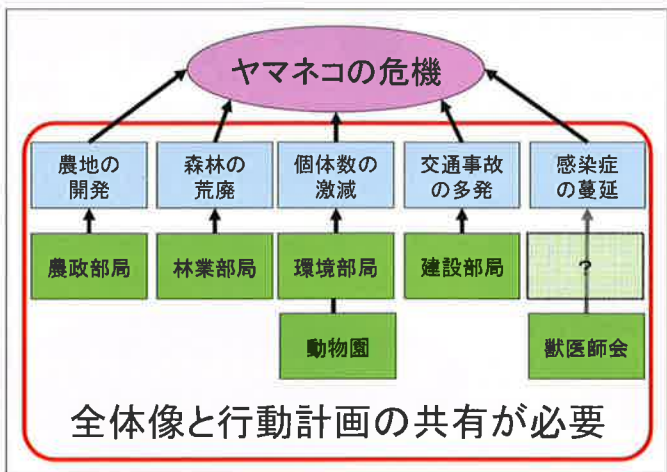 ヤマネコの危機
農地の
開発
森林の
荒廃
個体数の
激減
交通事故
の多発
感染症
の蔓延
農政部局
林業部局
環境部局
建設部局
?
動物園
獣医師会
全体像と行動計画の共有が必要